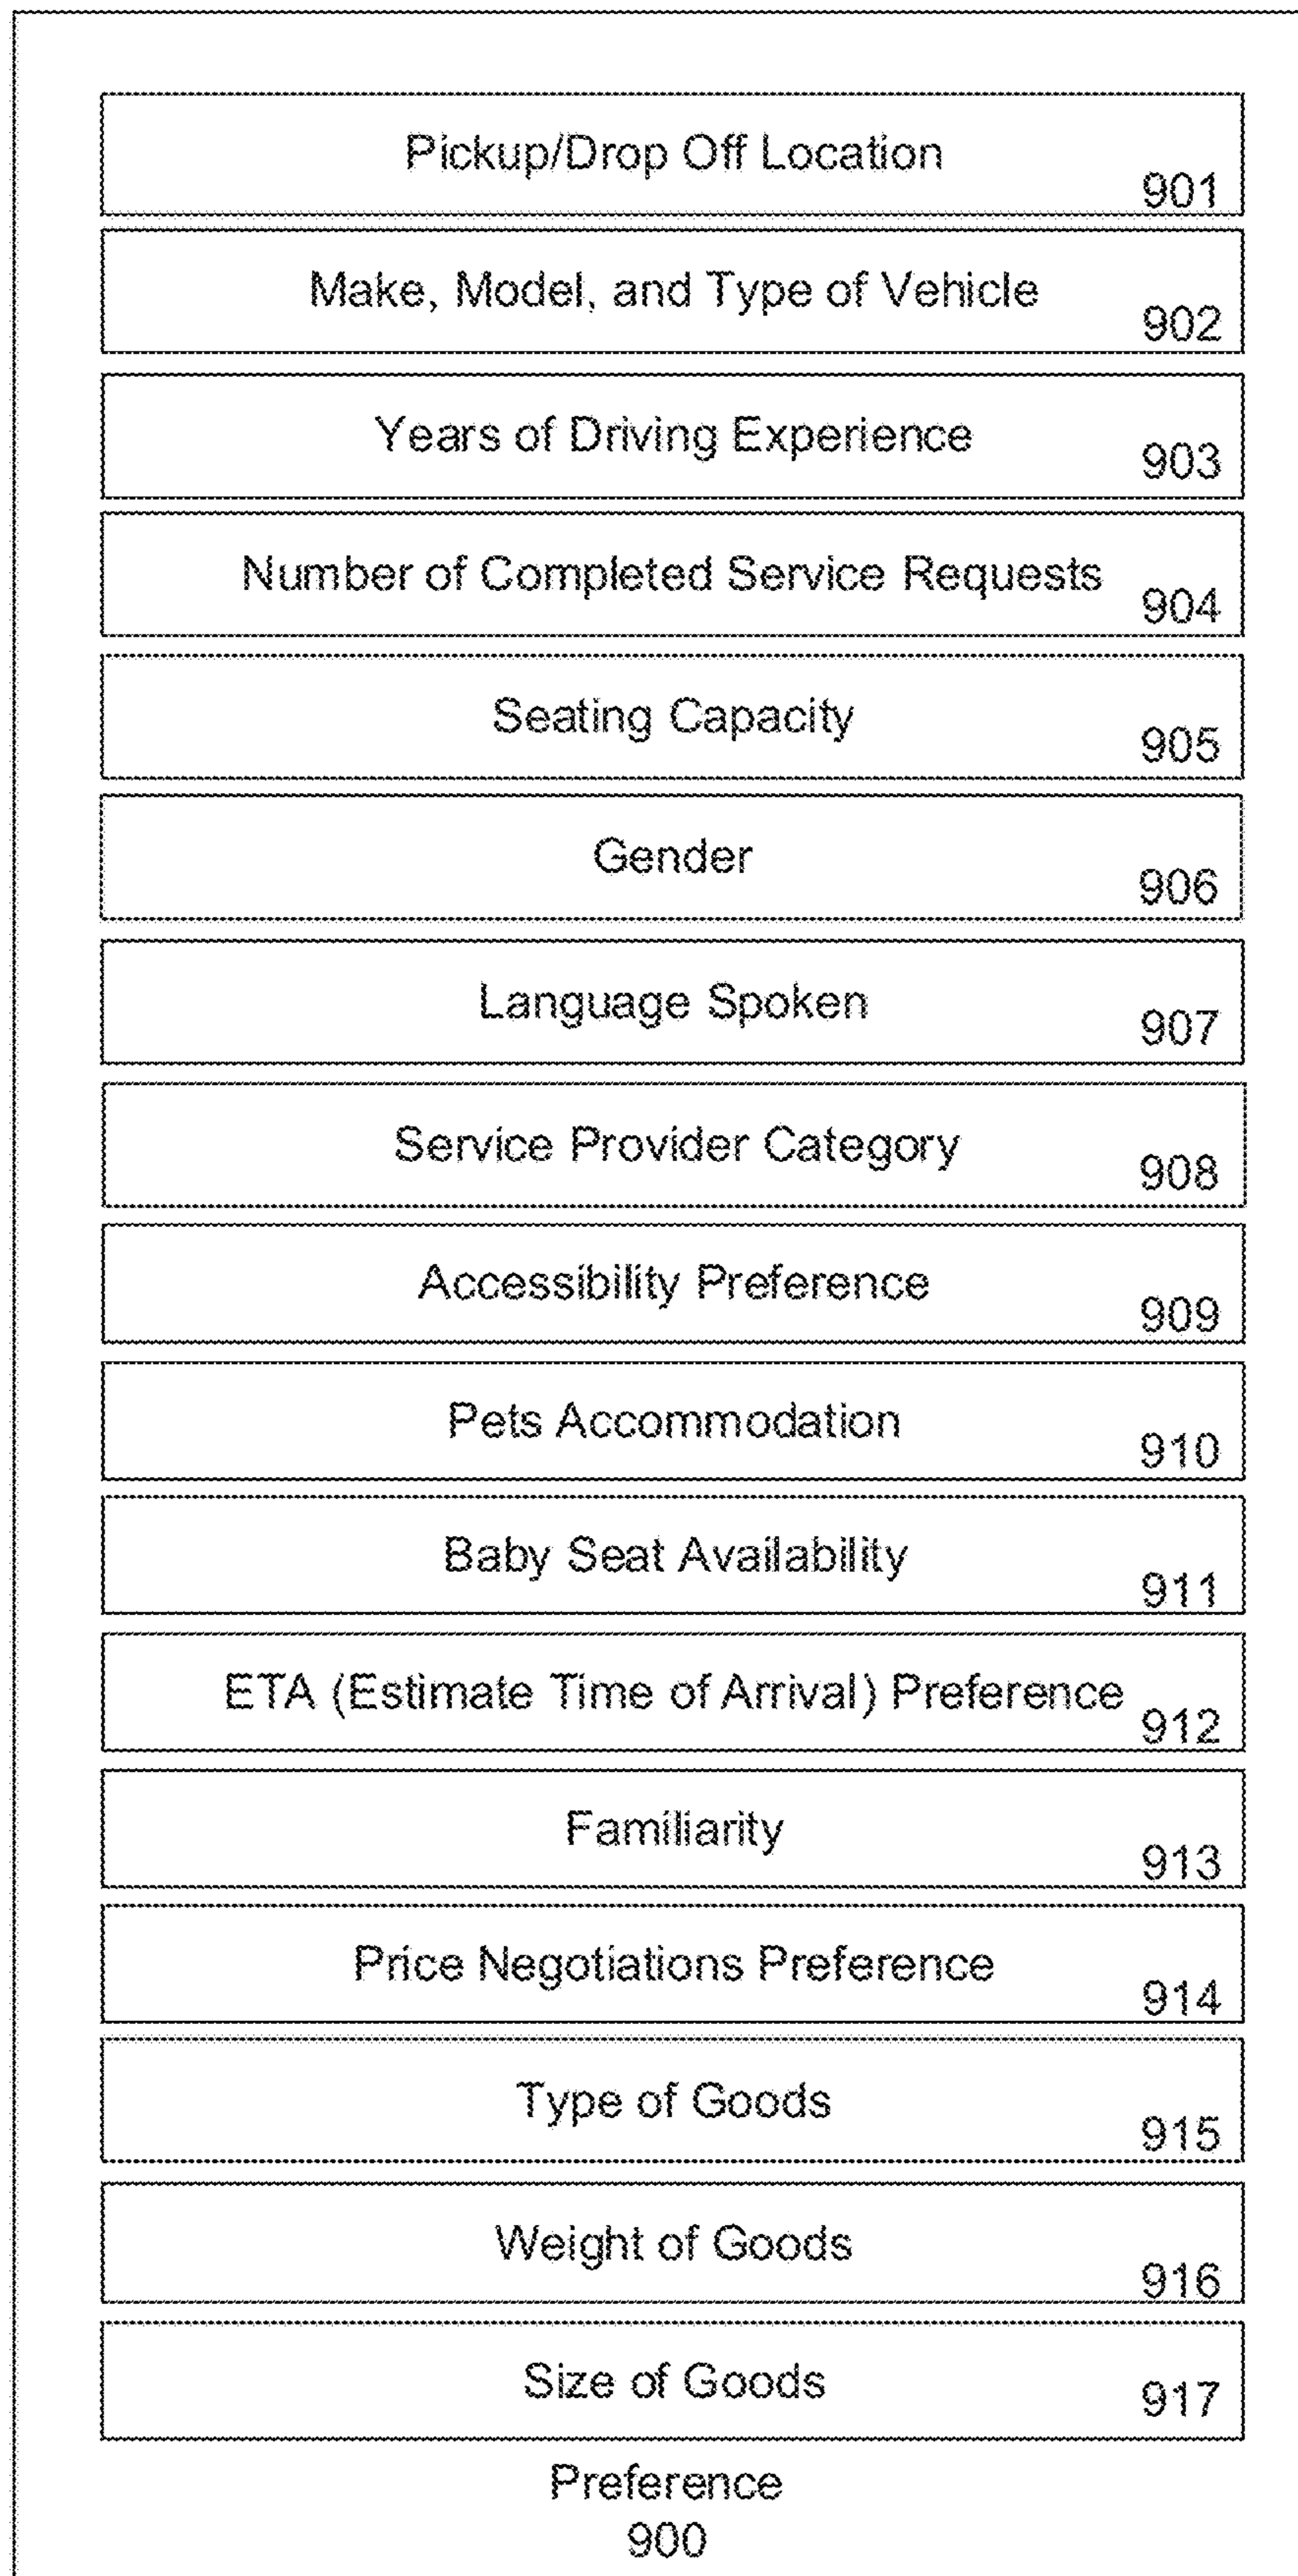 Pickup/Drop Off Location
901
Make, Model, and Type of Vehicle
902
Years of Driving Experience
903
Number of Completed Service Requests
904
Seating Capacity
905
Gender
906
Language Spoken
907
Service Provider Category
908
Accessibility Preference
909
Pets Accommodation
910
Baby Seat Availability
911
ETA (Estimate Time of Arrival) Preference
912
Familiarity
913
Price Negotiations Preference
914
Type of Goods
915
Weight of Goods
916
Size of Goods
917
Preference
900